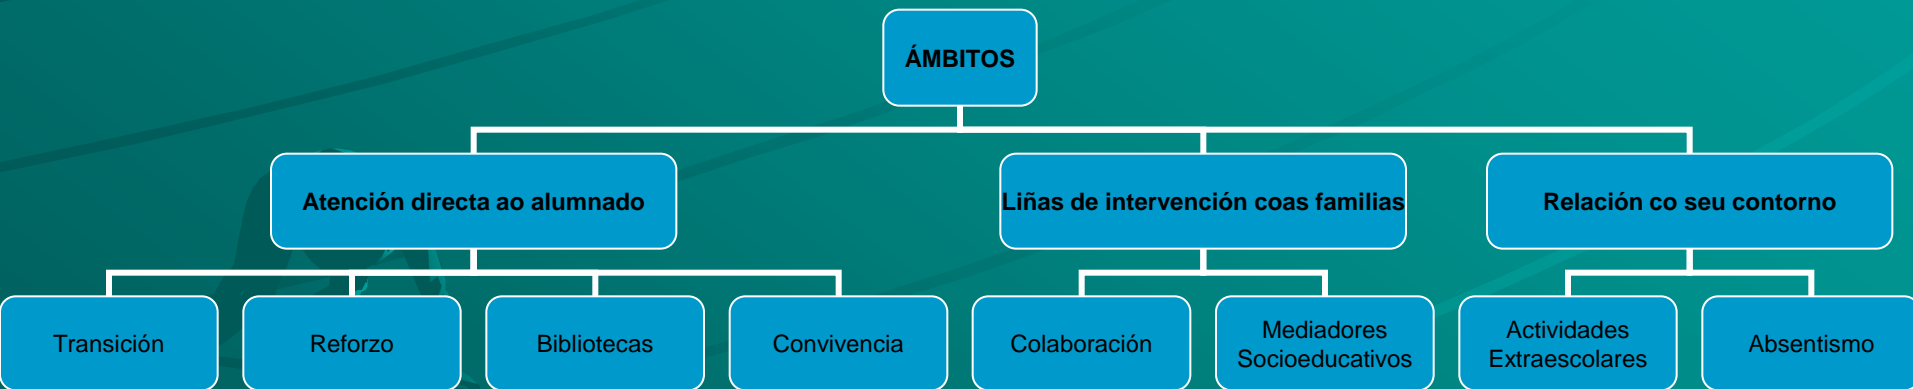 ÁMBITOS
Atención directa ao alumnado
Liñas de intervención coas familias
Relación co seu contorno
Transición
Reforzo
Bibliotecas
Convivencia
Colaboración
Mediadores
Socioeducativos
Actividades
Extraescolares
Absentismo